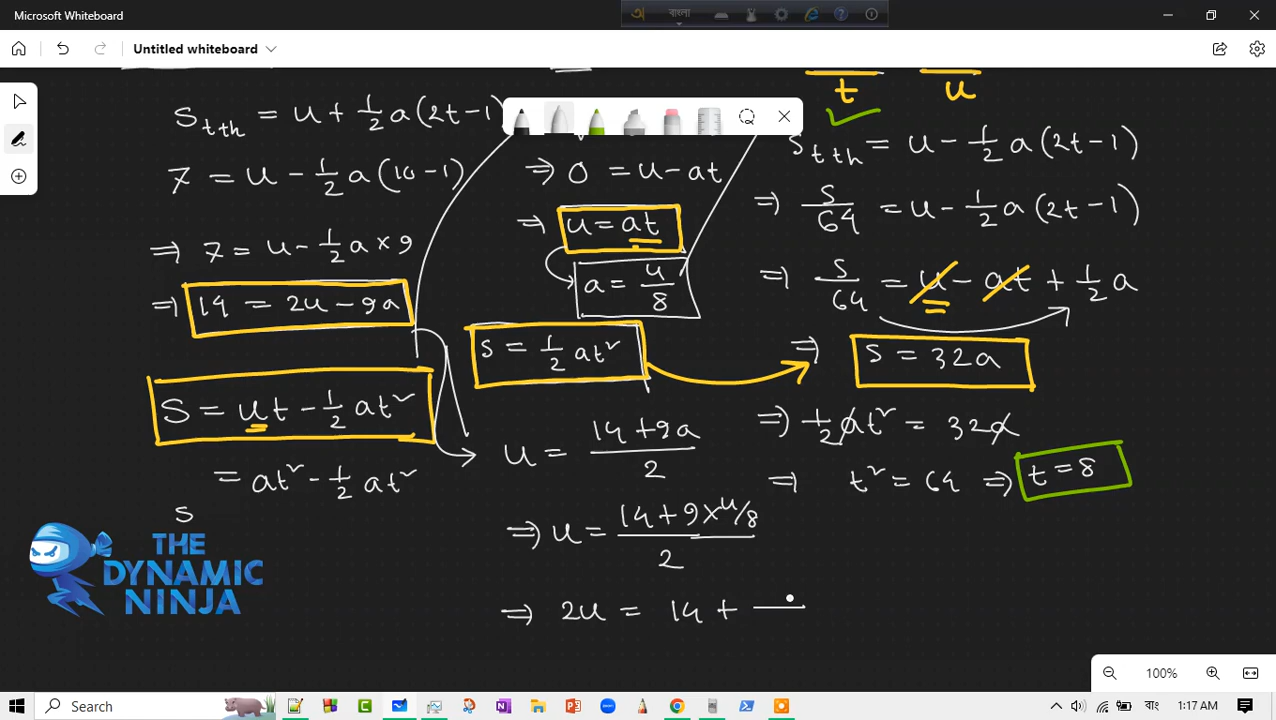 Microsoft Whiteboard
বাংলা
Untitled whiteboard
S_tth = u + 1/2 a(2t-1)
7 = u - 1/2 a(10-1)
⇒ 7 = u - 1/2 a × 9
⇒ 14 = 2u - 9a
S = ut - 1/2 at²
= at² - 1/2 at²
S
THE
DYNAMIC
NINJA
⇒ 0 = u - at
⇒ u = at
a = u/8
s = 1/2 at²
u = (14 + 9a)/2
⇒ u = (14 + 9 × u/8)/2
⇒ 2u = 14 +
t
u
S_tth = u - 1/2 a(2t-1)
⇒ s/64 = u - 1/2 a(2t-1)
⇒ s/64 = u - at + 1/2 a
⇒ s = 32a
⇒ 1/2 at² = 32a
⇒ t² = 64 ⇒ t = 8
100%
Search
বাং
1:17 AM